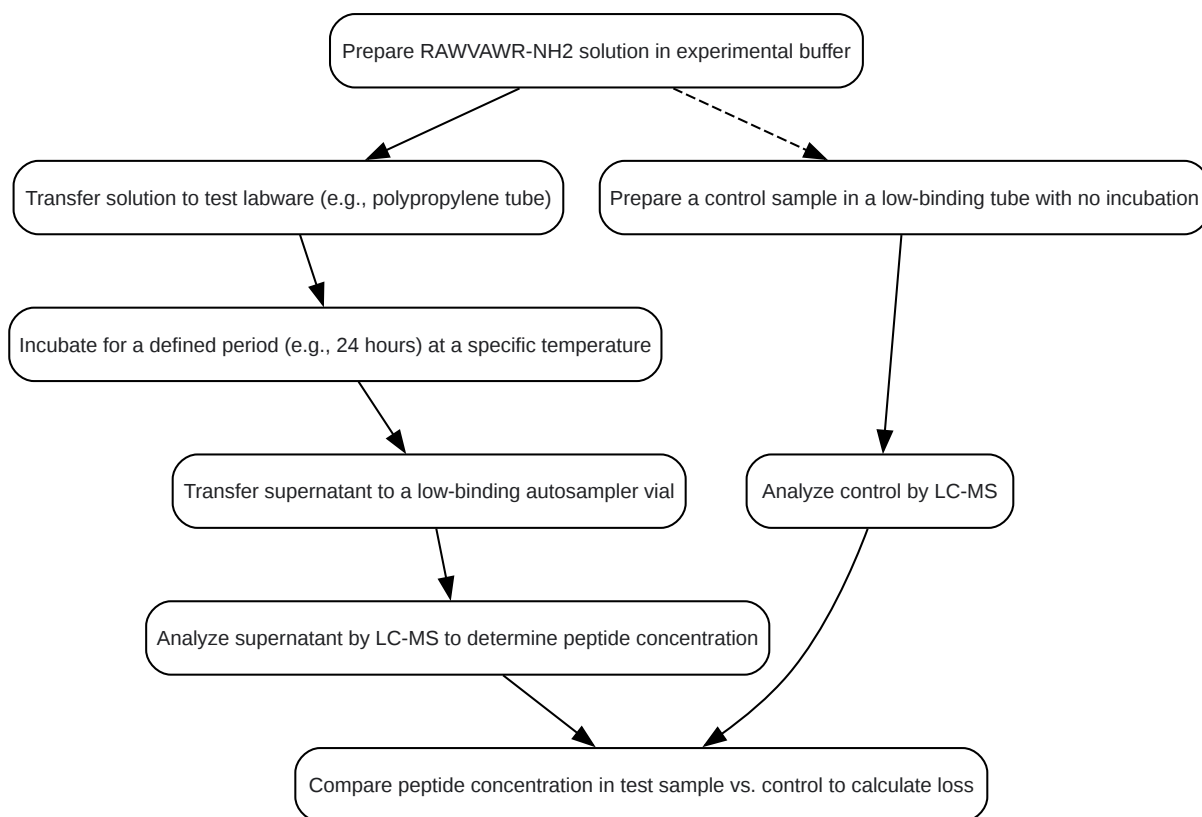 Prepare RAWVAWR-NH2 solution in experimental buffer
Transfer solution to test labware (e.g., polypropylene tube)
Prepare a control sample in a low-binding tube with no incubation
Incubate for a defined period (e.g., 24 hours) at a specific temperature
Transfer supernatant to a low-binding autosampler vial
Analyze control by LC-MS
Analyze supernatant by LC-MS to determine peptide concentration
Compare peptide concentration in test sample vs. control to calculate loss